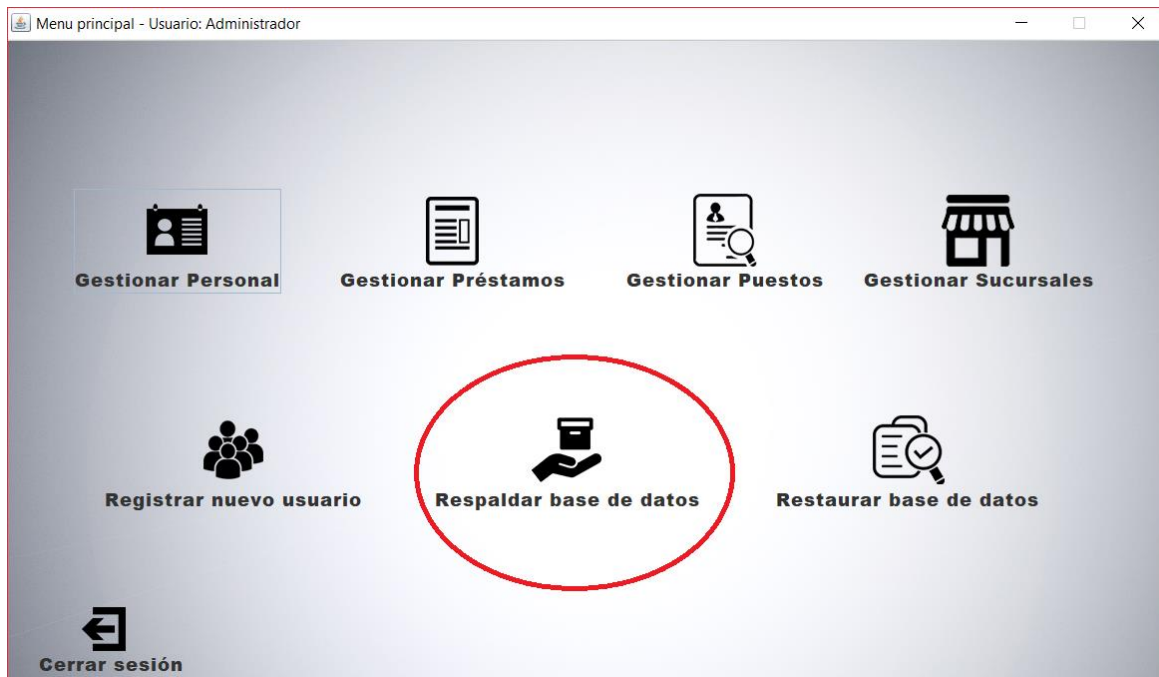 Menu principal - Usuario: Administrador
Gestionar Personal
Gestionar Préstamos
Gestionar Puestos
Gestionar Sucursales
Registrar nuevo usuario
Respaldar base de datos
Restaurar base de datos
Cerrar sesión